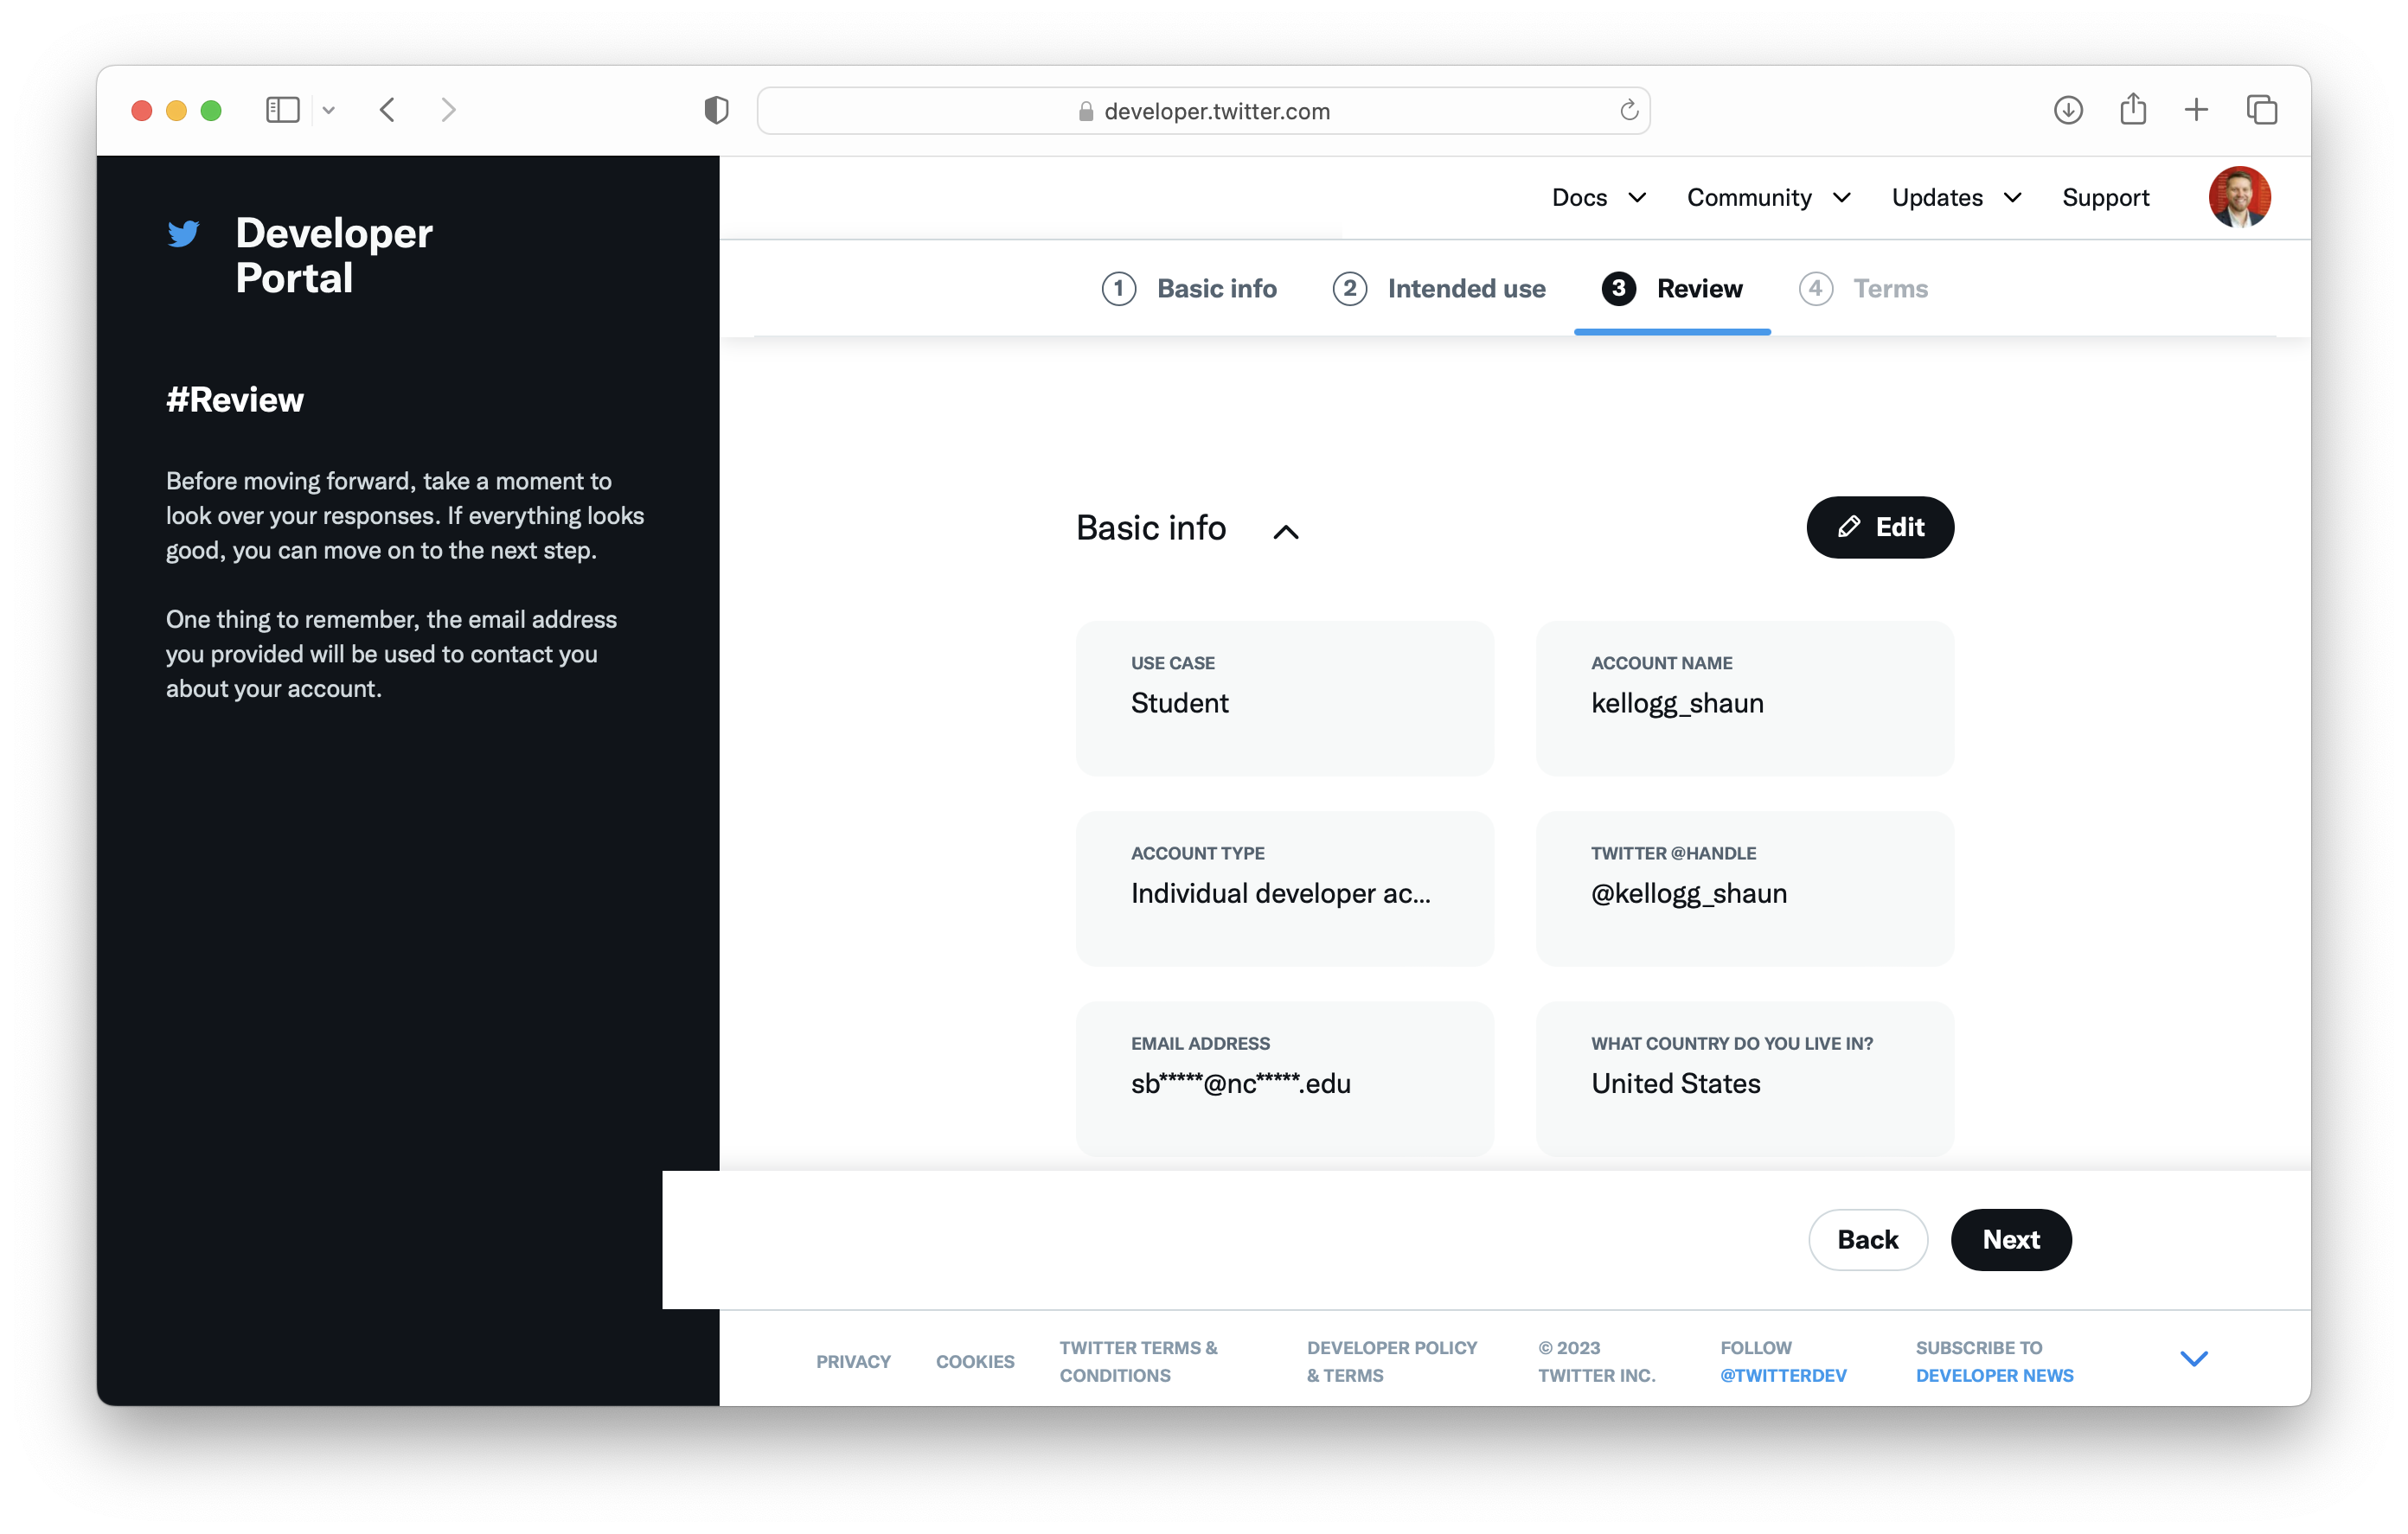 developer.twitter.com
Developer
Portal
#Review
Before moving forward, take a moment to
look over your responses. If everything looks
good, you can move on to the next step.
One thing to remember, the email address
you provided will be used to contact you
about your account.
Docs Community Updates Support
1 Basic info 2 Intended use 3 Review 4 Terms
Basic info Edit
USE CASE
Student
ACCOUNT NAME
kellogg_shaun
ACCOUNT TYPE
Individual developer ac...
TWITTER @HANDLE
@kellogg_shaun
EMAIL ADDRESS
sb*****@nc*****.edu
WHAT COUNTRY DO YOU LIVE IN?
United States
Back Next
PRIVACY
COOKIES
TWITTER TERMS &
CONDITIONS
DEVELOPER POLICY
& TERMS
© 2023
TWITTER INC.
FOLLOW
@TWITTERDEV
SUBSCRIBE TO
DEVELOPER NEWS